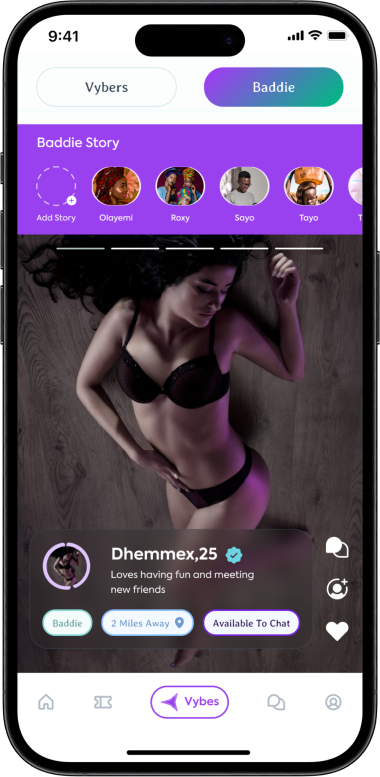 9:41
Vybers
Baddie
Baddie Story
Add Story
Olayemi
Roxy
Sayo
Tayo
T
Dhemmex,25
Loves having fun and meeting
new friends
Baddie
2 Miles Away
Available To Chat
Vybes